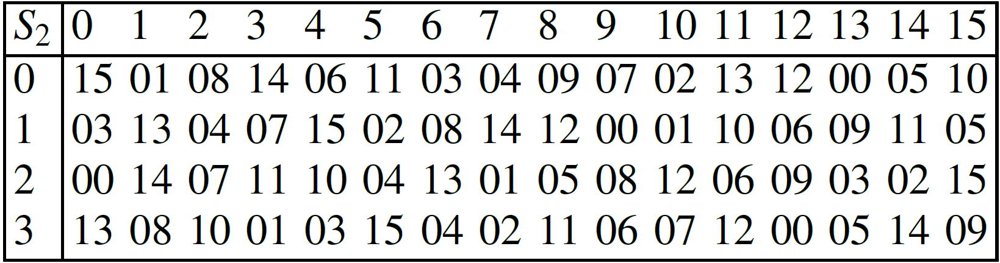 S₂ 0 1 2 3 4 5 6 7 8 9 10 11 12 13 14 15
0 15 01 08 14 06 11 03 04 09 07 02 13 12 00 05 10
1 03 13 04 07 15 02 08 14 12 00 01 10 06 09 11 05
2 00 14 07 11 10 04 13 01 05 08 12 06 09 03 02 15
3 13 08 10 01 03 15 04 02 11 06 07 12 00 05 14 09